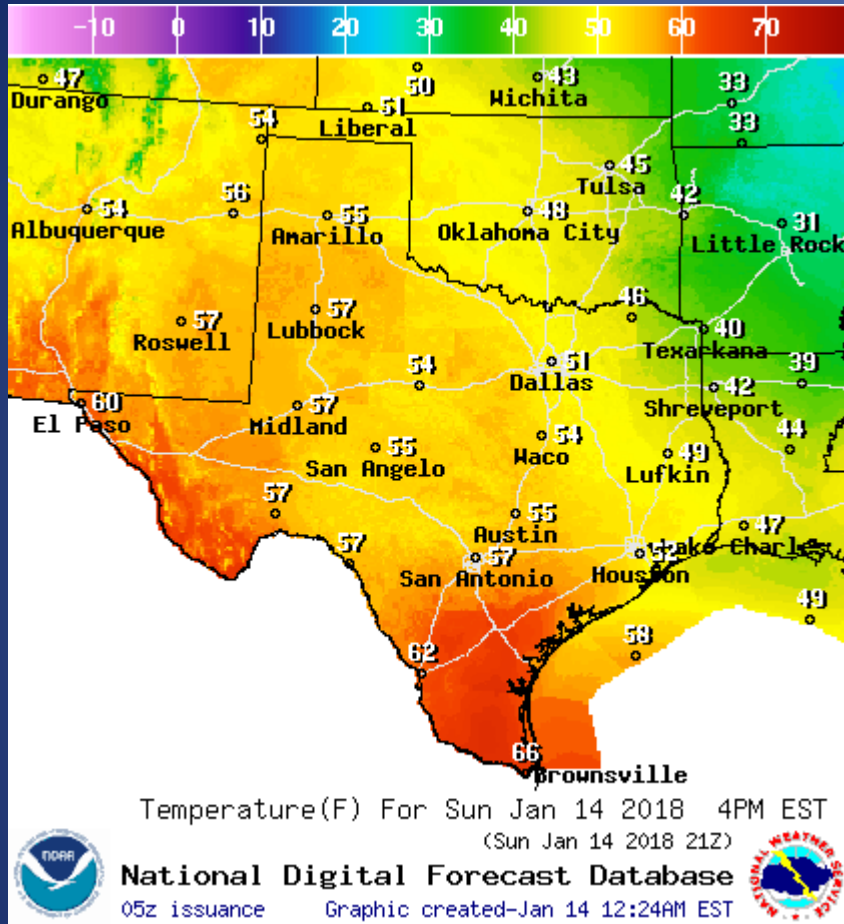 -10 0 10 20 30 40 50 60 70
47
Durango
50
43
Wichita
51
Liberal
33
54
33
45
Tulsa
54
Albuquerque
56
55
Amarillo
48
Oklahoma City
42
31
Little Rock
57
Roswell
57
Lubbock
46
40
Texarkana
54
51
Dallas
42
Shreveport
39
60
El Paso
57
Midland
55
San Angelo
54
Waco
49
Lufkin
44
57
55
Austin
47
Lake Charles
57
57
San Antonio
52
Houston
49
62
58
66
Brownsville
Temperature(F) For Sun Jan 14 2018 4PM EST
(Sun Jan 14 2018 21Z)
National Digital Forecast Database
05z issuance Graphic created-Jan 14 12:24AM EST
NOAA
NATIONAL WEATHER SERVICE